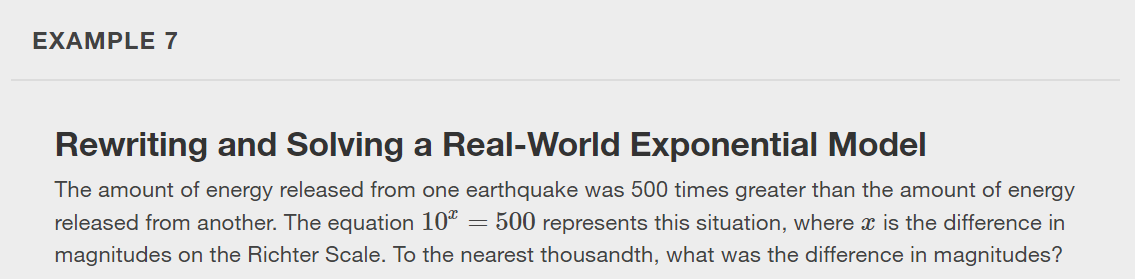 EXAMPLE 7
Rewriting and Solving a Real-World Exponential Model
The amount of energy released from one earthquake was 500 times greater than the amount of energy
released from another. The equation 10ˣ = 500 represents this situation, where x is the difference in
magnitudes on the Richter Scale. To the nearest thousandth, what was the difference in magnitudes?